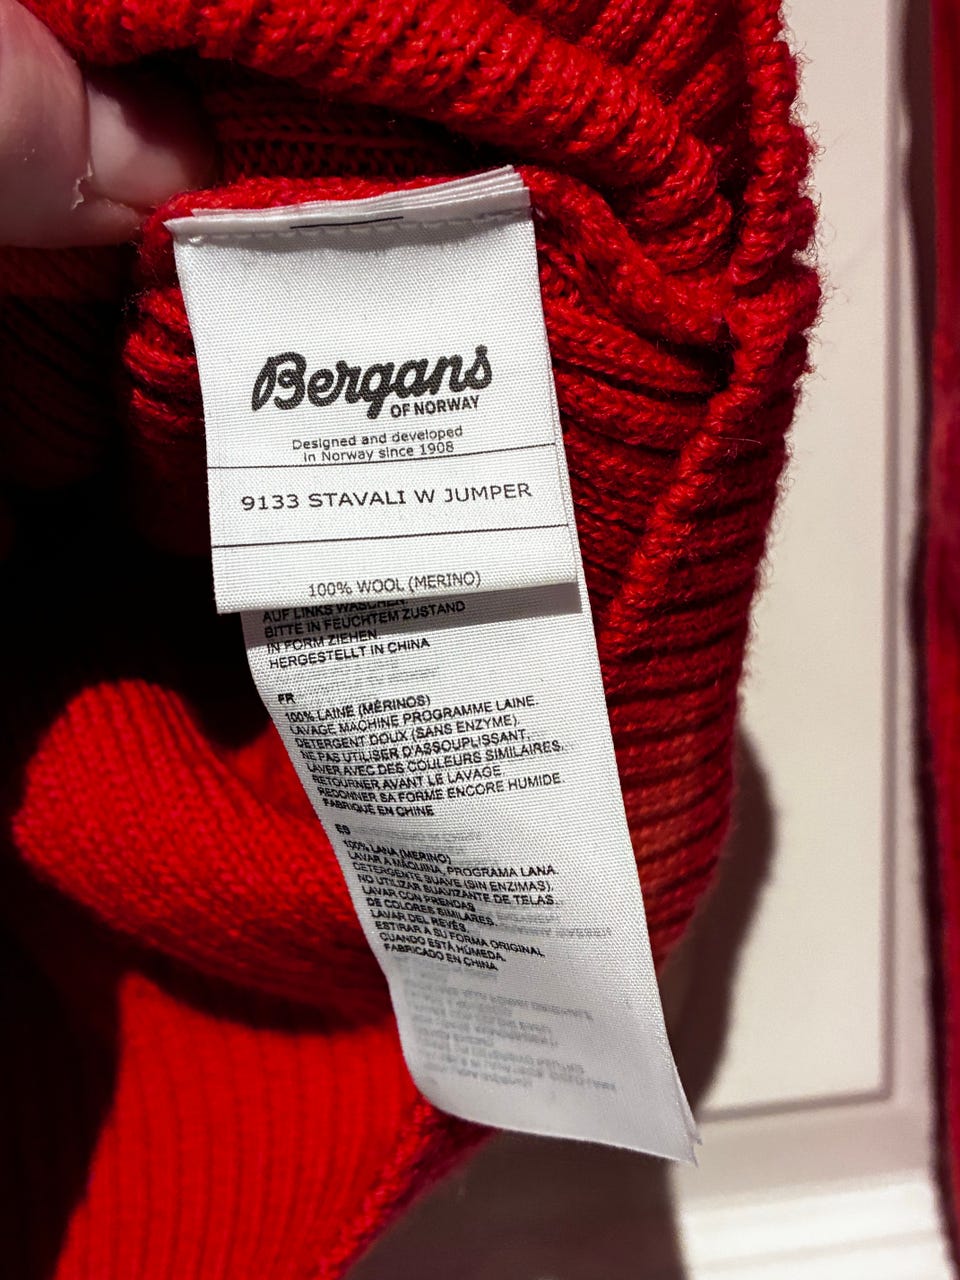 Bergans
OF NORWAY
Designed and developed
in Norway since 1908
9133 STAVALI W JUMPER
100% WOOL (MERINO)
AUF LINKS WASCHEN.
BITTE IN FEUCHTEM ZUSTAND
IN FORM ZIEHEN.
HERGESTELLT IN CHINA
FR
100% LAINE (MÉRINOS)
LAVAGE MACHINE PROGRAMME LAINE.
DETERGENT DOUX (SANS ENZYME).
NE PAS UTILISER D'ASSOUPLISSANT.
LAVER AVEC DES COULEURS SIMILAIRES.
RETOURNER AVANT LE LAVAGE.
REDONNER SA FORME ENCORE HUMIDE.
FABRIQUÉ EN CHINE
ES
100% LANA (MERINO)
LAVAR A MÁQUINA, PROGRAMA LANA.
DETERGENTE SUAVE (SIN ENZIMAS).
NO UTILIZAR SUAVIZANTE DE TELAS.
LAVAR CON PRENDAS
DE COLORES SIMILARES.
LAVAR DEL REVÉS.
ESTIRAR A SU FORMA ORIGINAL
CUANDO ESTÁ HÚMEDA.
FABRICADO EN CHINA